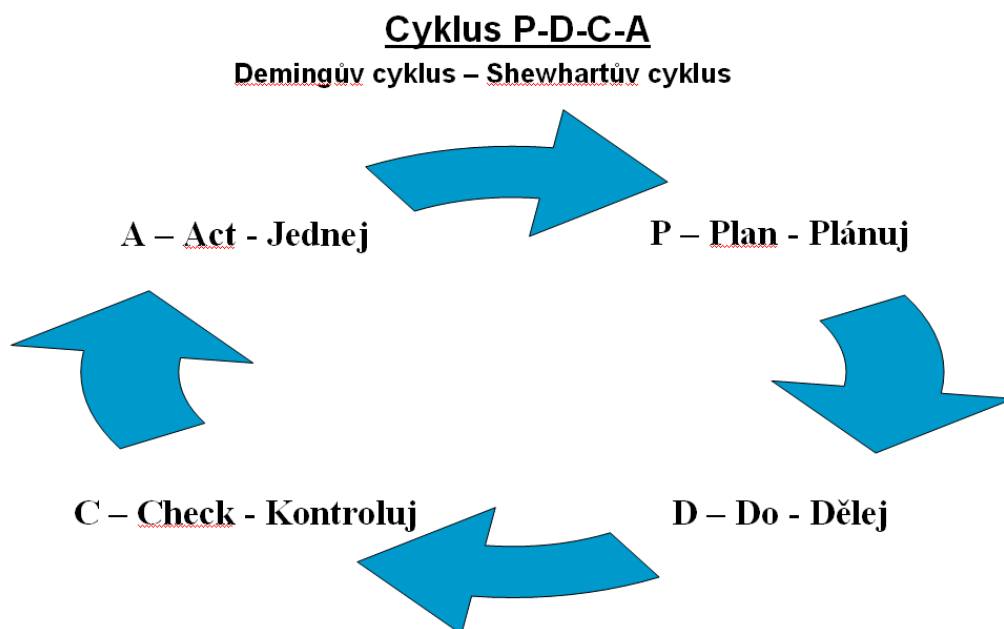 Cyklus P-D-C-A
Demingův cyklus – Shewhartův cyklus
A – Act - Jednej
P – Plan - Plánuj
C – Check - Kontroluj
D – Do - Dělej